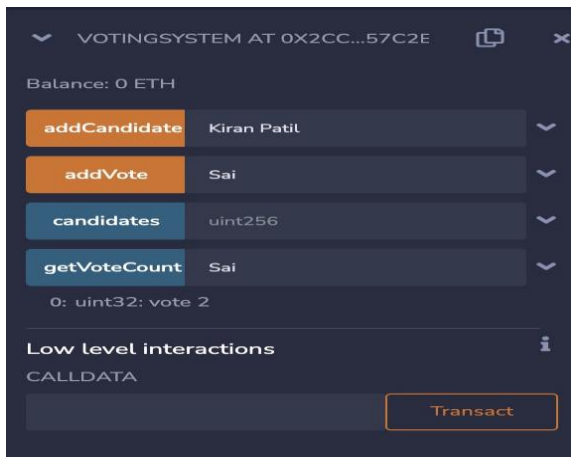 VOTINGSYSTEM AT 0X2CC...57C2E
Balance: 0 ETH
addCandidate Kiran Patil
addVote Sai
candidates uint256
getVoteCount Sai
0: uint32: vote 2
Low level interactions
CALLDATA
Transact